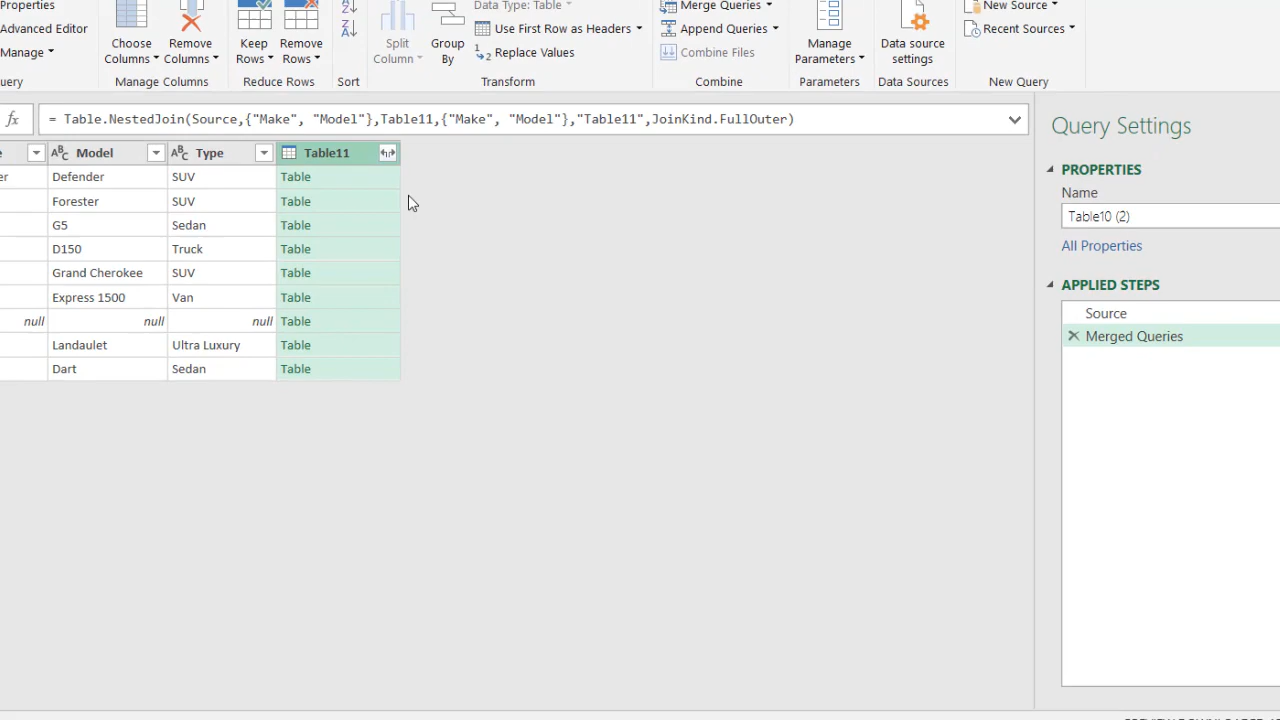 Properties
Advanced Editor
Manage
Choose Columns
Remove Columns
Keep Rows
Remove Rows
Split Column
Group By
Data Type: Table
Use First Row as Headers
Replace Values
Merge Queries
Append Queries
Combine Files
Manage Parameters
Data source settings
New Source
Recent Sources
Manage Columns
Reduce Rows
Sort
Transform
Combine
Parameters
Data Sources
New Query
fx = Table.NestedJoin(Source,{"Make", "Model"},Table11,{"Make", "Model"},"Table11",JoinKind.FullOuter)
Model Type Table11
Defender SUV Table
Forester SUV Table
G5 Sedan Table
D150 Truck Table
Grand Cherokee SUV Table
Express 1500 Van Table
null null null Table
Landaulet Ultra Luxury Table
Dart Sedan Table
Query Settings
PROPERTIES
Name
Table10 (2)
All Properties
APPLIED STEPS
Source
Merged Queries